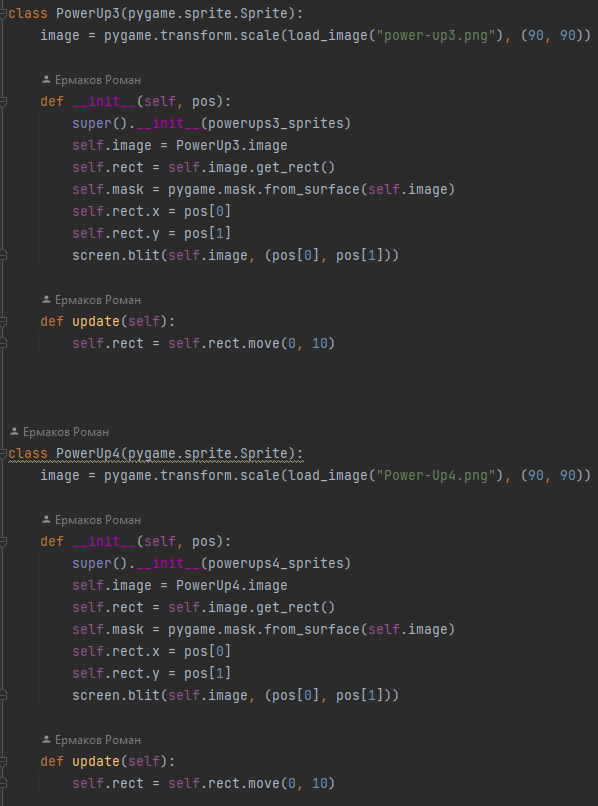 class PowerUp3(pygame.sprite.Sprite):
    image = pygame.transform.scale(load_image("power-up3.png"), (90, 90))
    Ермаков Роман
    def __init__(self, pos):
        super().__init__(powerups3_sprites)
        self.image = PowerUp3.image
        self.rect = self.image.get_rect()
        self.mask = pygame.mask.from_surface(self.image)
        self.rect.x = pos[0]
        self.rect.y = pos[1]
        screen.blit(self.image, (pos[0], pos[1]))
    Ермаков Роман
    def update(self):
        self.rect = self.rect.move(0, 10)
Ермаков Роман
class PowerUp4(pygame.sprite.Sprite):
    image = pygame.transform.scale(load_image("Power-Up4.png"), (90, 90))
    Ермаков Роман
    def __init__(self, pos):
        super().__init__(powerups4_sprites)
        self.image = PowerUp4.image
        self.rect = self.image.get_rect()
        self.mask = pygame.mask.from_surface(self.image)
        self.rect.x = pos[0]
        self.rect.y = pos[1]
        screen.blit(self.image, (pos[0], pos[1]))
    Ермаков Роман
    def update(self):
        self.rect = self.rect.move(0, 10)